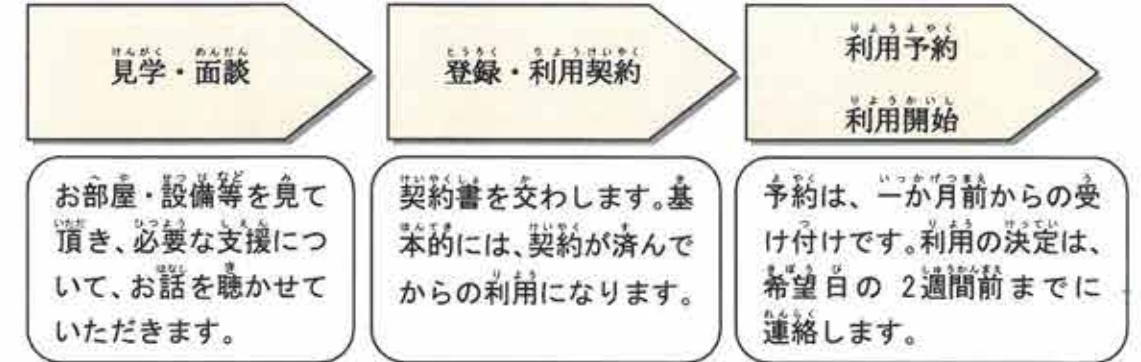 見学・面談
登録・利用契約
利用予約
利用開始
お部屋・設備等を見て
頂き、必要な支援につ
いて、お話を聴かせて
いただきます。
契約書を交わします。基
本的には、契約が済んで
からの利用になります。
予約は、一か月前からの受
け付けです。利用の決定は、
希望日の 2週間前までに
連絡します。